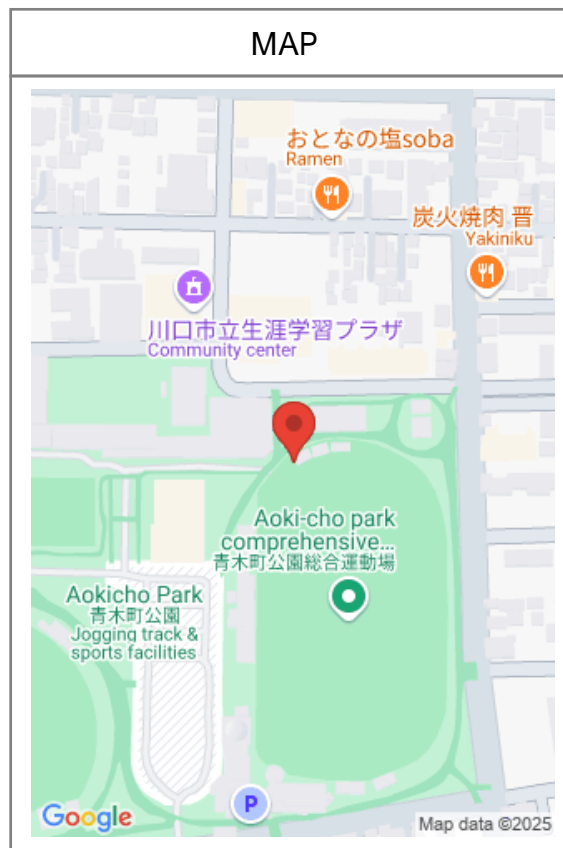 MAP
おとなの塩soba
Ramen
炭火焼肉 晋
Yakiniku
川口市立生涯学習プラザ
Community center
Aoki-cho park
comprehensive...
青木町公園総合運動場
Aokicho Park
青木町公園
Jogging track &
sports facilities
P
Google
Map data ©2025